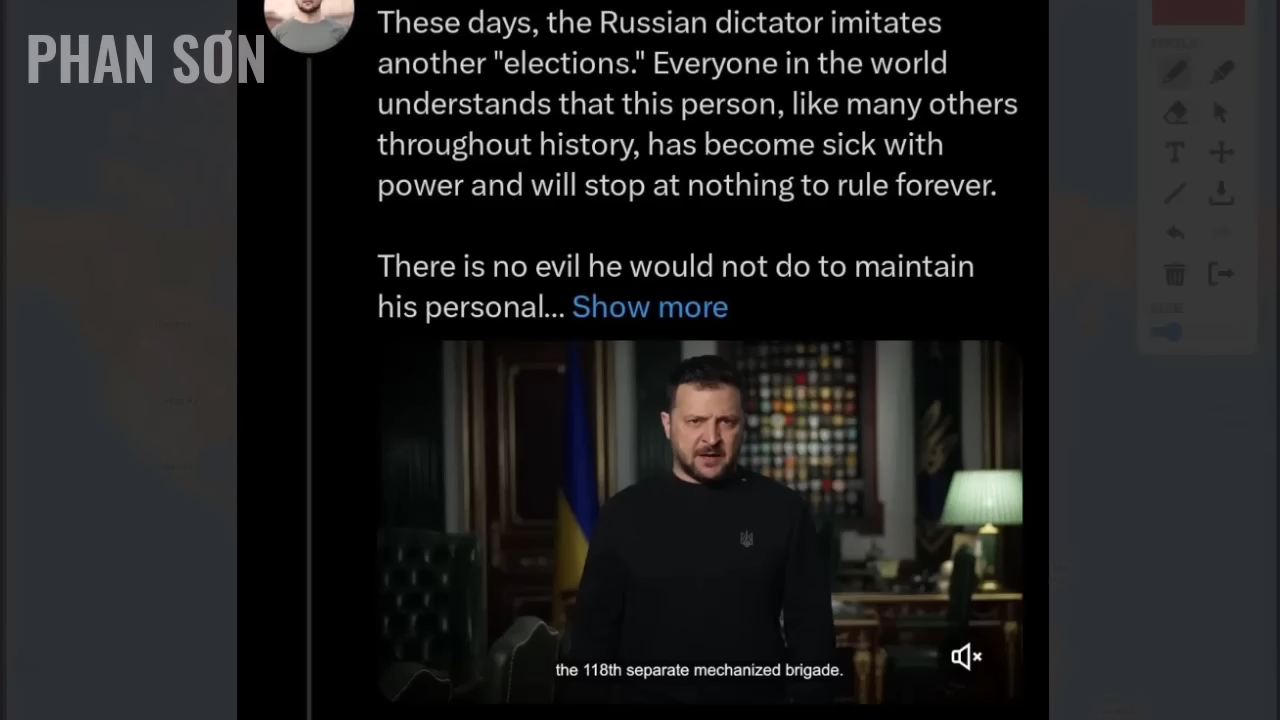 PHAN SƠN
These days, the Russian dictator imitates
another "elections." Everyone in the world
understands that this person, like many others
throughout history, has become sick with
power and will stop at nothing to rule forever.
There is no evil he would not do to maintain
his personal... Show more
the 118th separate mechanized brigade.